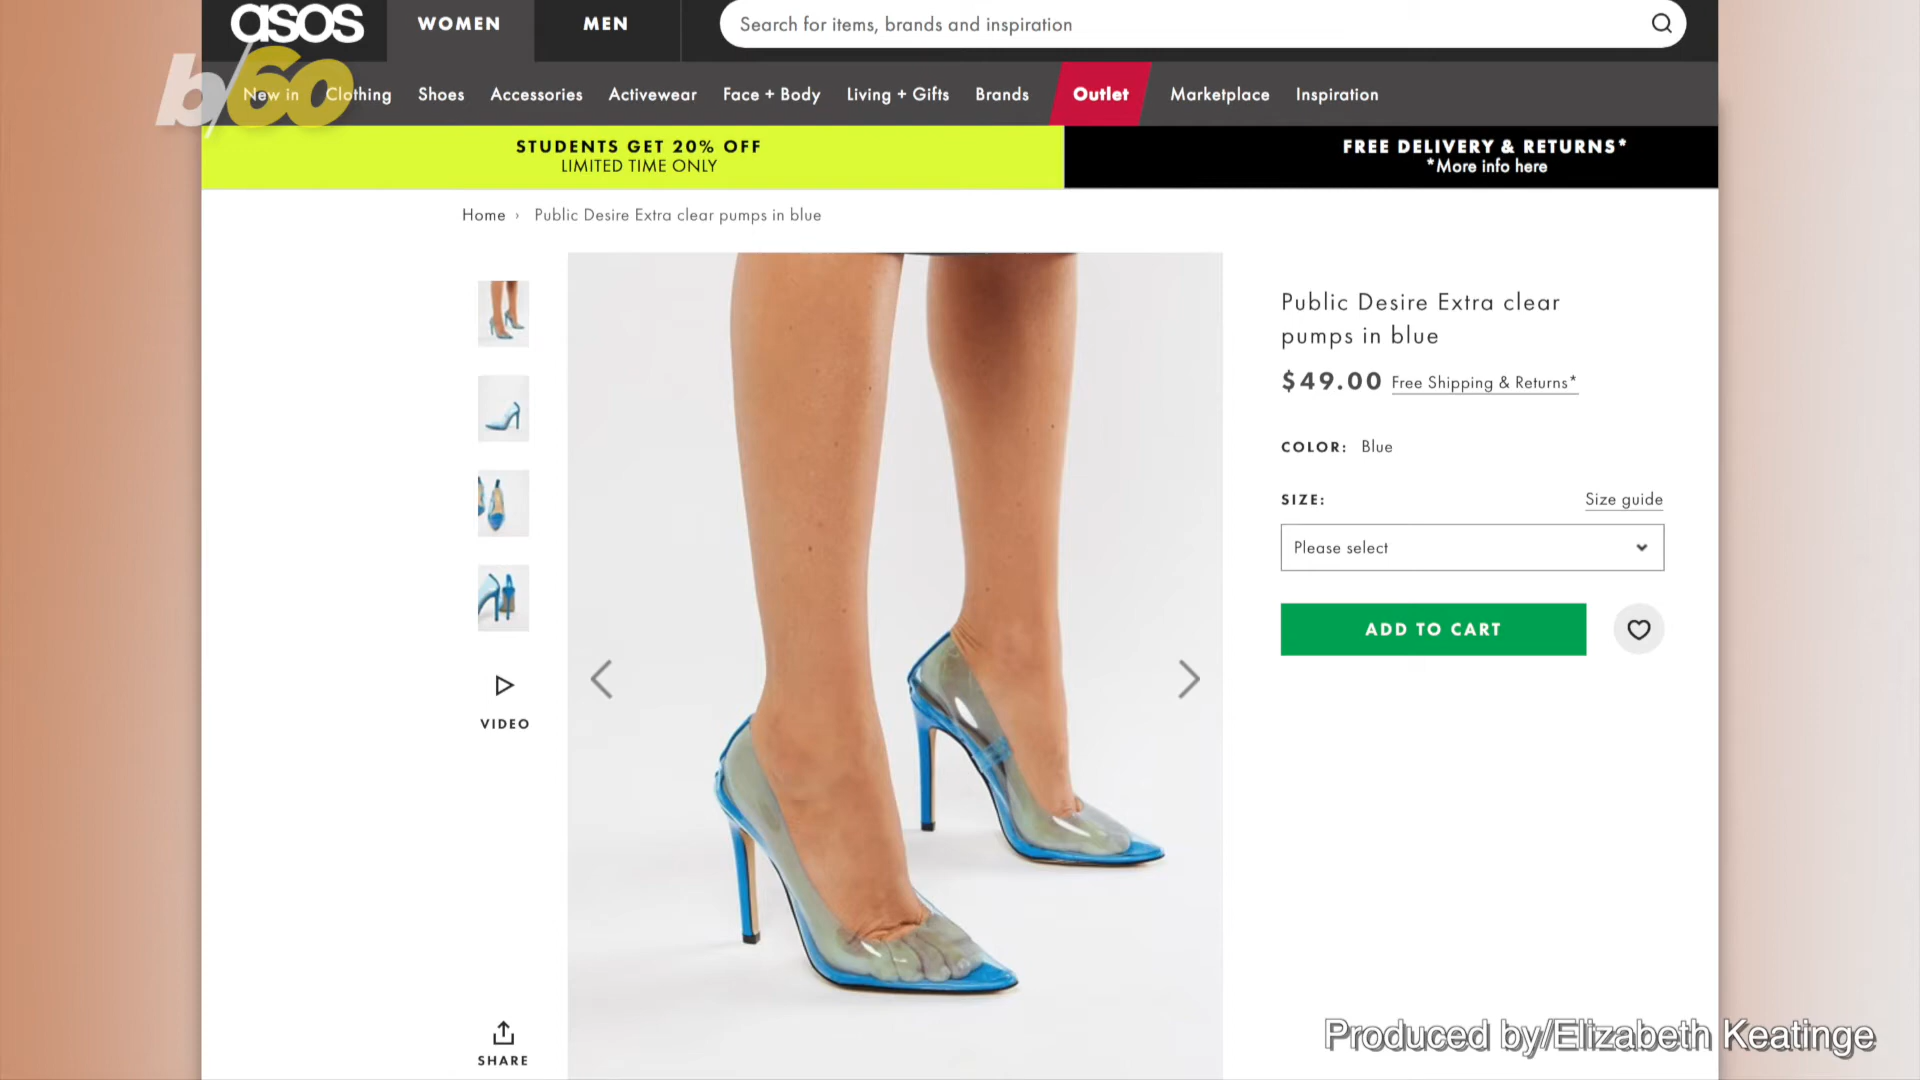 asos
WOMEN
MEN
Search for items, brands and inspiration
b/60
New in
Clothing
Shoes
Accessories
Activewear
Face + Body
Living + Gifts
Brands
Outlet
Marketplace
Inspiration
STUDENTS GET 20% OFF
LIMITED TIME ONLY
FREE DELIVERY & RETURNS*
*More info here
Home › Public Desire Extra clear pumps in blue
Public Desire Extra clear
pumps in blue
$49.00 Free Shipping & Returns*
COLOR: Blue
SIZE:
Size guide
Please select
ADD TO CART
VIDEO
SHARE
Produced by/Elizabeth Keatinge